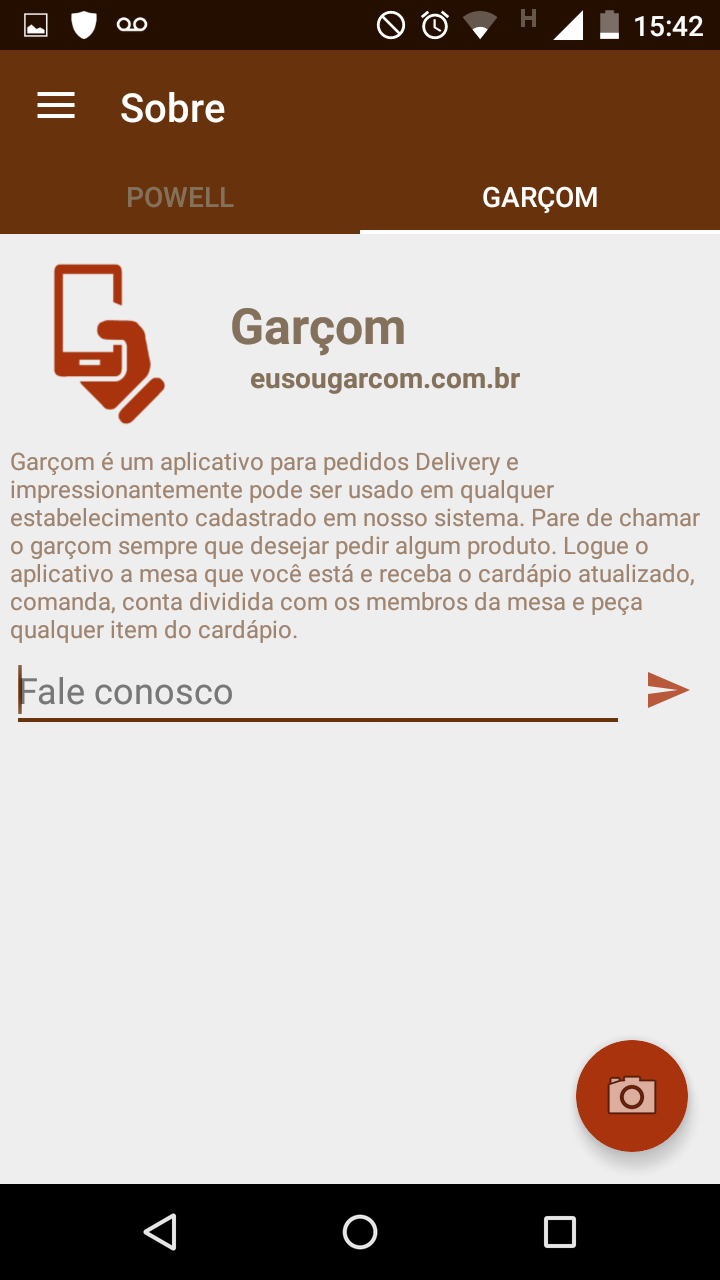 H 15:42
Sobre
POWELL GARÇOM
Garçom
eusougarcom.com.br
Garçom é um aplicativo para pedidos Delivery e
impressionantemente pode ser usado em qualquer
estabelecimento cadastrado em nosso sistema. Pare de chamar
o garçom sempre que desejar pedir algum produto. Logue o
aplicativo a mesa que você está e receba o cardápio atualizado,
comanda, conta dividida com os membros da mesa e peça
qualquer item do cardápio.
Fale conosco